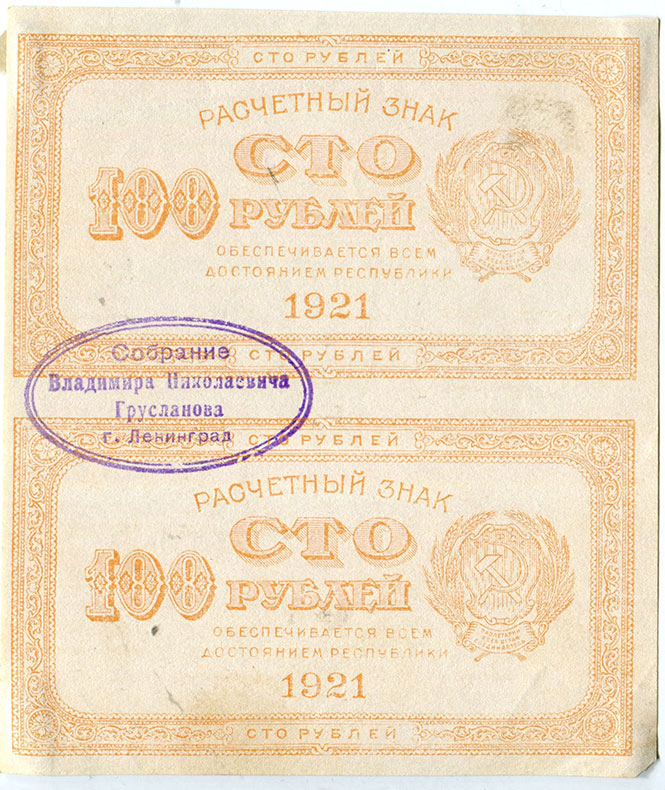 СТО РУБЛЕЙ
РАСЧЕТНЫЙ ЗНАК
100 СТО
РУБЛЕЙ
ОБЕСПЕЧИВАЕТСЯ ВСЕМ
ДОСТОЯНИЕМ РЕСПУБЛИКИ
1921
СТО РУБЛЕЙ
Собрание
Владимира Николаевича
Грусланова
г. Ленинград
СТО РУБЛЕЙ
РАСЧЕТНЫЙ ЗНАК
100 СТО
РУБЛЕЙ
ОБЕСПЕЧИВАЕТСЯ ВСЕМ
ДОСТОЯНИЕМ РЕСПУБЛИКИ
1921
СТО РУБЛЕЙ